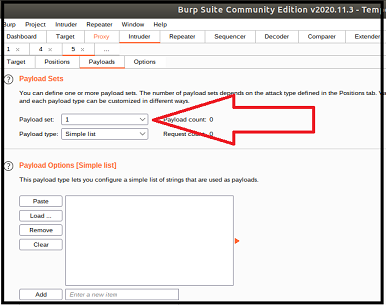 Burp Suite Community Edition v2020.11.3 - Temp
Burp Project Intruder Repeater Window Help
Dashboard Target Proxy Intruder Repeater Sequencer Decoder Comparer Extender
1 × 4 × 5 × ...
Target Positions Payloads Options
? Payload Sets
You can define one or more payload sets. The number of payload sets depends on the attack type defined in the Positions tab.
and each payload type can be customized in different ways.
Payload set: 1 Payload count: 0
Payload type: Simple list Request count: 0
? Payload Options [Simple list]
This payload type lets you configure a simple list of strings that are used as payloads.
Paste
Load ...
Remove
Clear
Add Enter a new item